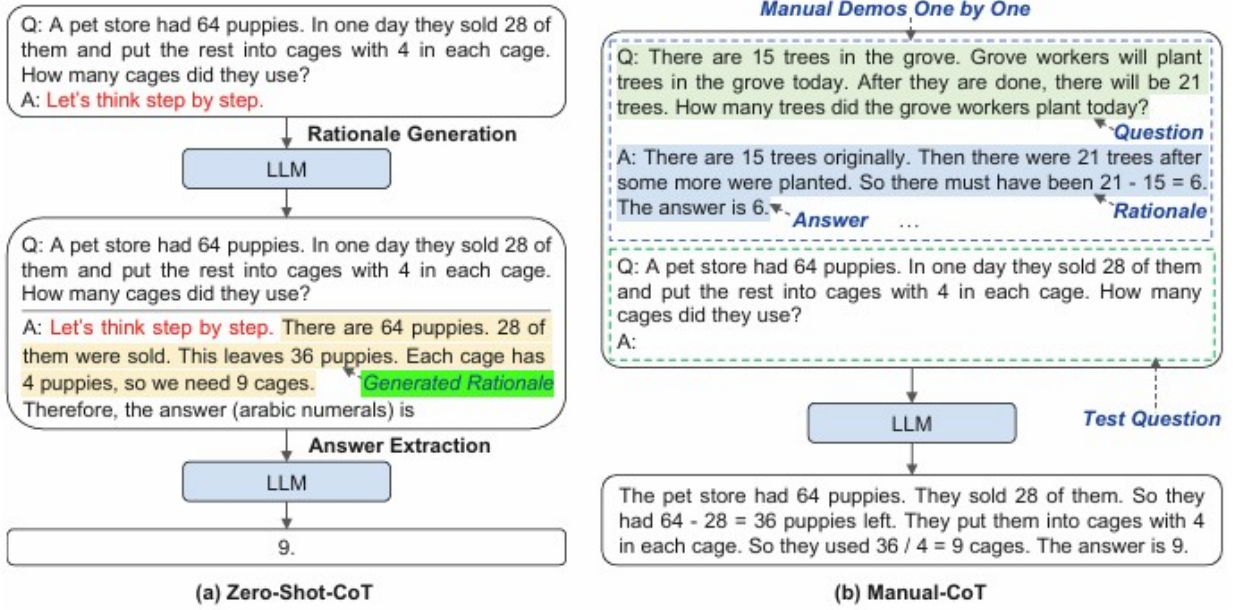 Q: A pet store had 64 puppies. In one day they sold 28 of
them and put the rest into cages with 4 in each cage.
How many cages did they use?
A: Let's think step by step.
Rationale Generation
LLM
Q: A pet store had 64 puppies. In one day they sold 28 of
them and put the rest into cages with 4 in each cage.
How many cages did they use?
A: Let's think step by step. There are 64 puppies. 28 of
them were sold. This leaves 36 puppies. Each cage has
4 puppies, so we need 9 cages.
Generated Rationale
Therefore, the answer (arabic numerals) is
Answer Extraction
LLM
9.
(a) Zero-Shot-CoT
Manual Demos One by One
Q: There are 15 trees in the grove. Grove workers will plant
trees in the grove today. After they are done, there will be 21
trees. How many trees did the grove workers plant today?
Question
A: There are 15 trees originally. Then there were 21 trees after
some more were planted. So there must have been 21 - 15 = 6.
The answer is 6.
Answer
...
Rationale
Q: A pet store had 64 puppies. In one day they sold 28 of them
and put the rest into cages with 4 in each cage. How many
cages did they use?
A:
Test Question
LLM
The pet store had 64 puppies. They sold 28 of them. So they
had 64 - 28 = 36 puppies left. They put them into cages with 4
in each cage. So they used 36 / 4 = 9 cages. The answer is 9.
(b) Manual-CoT